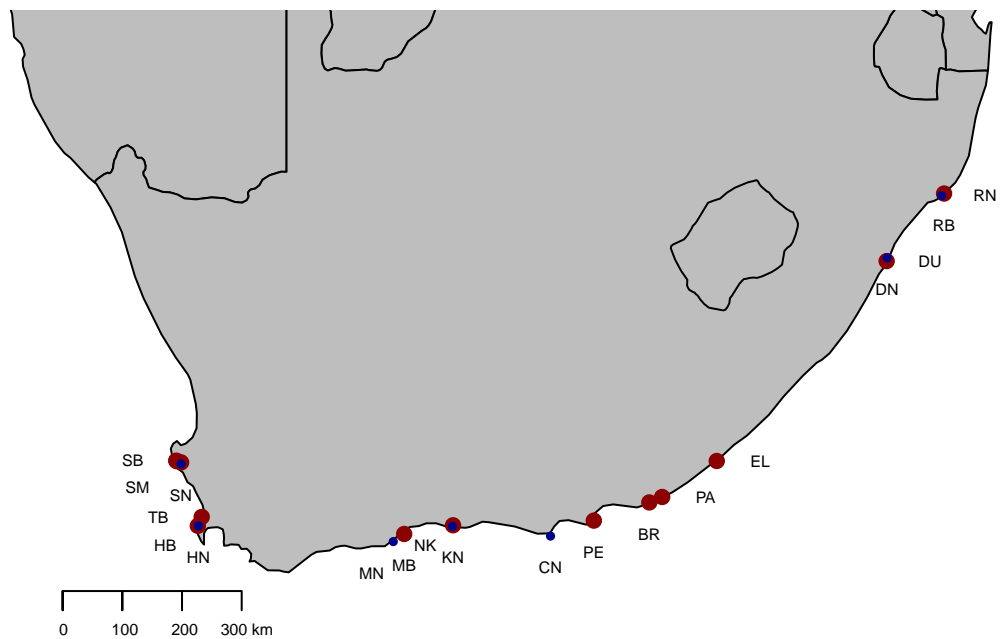 RN
RB
DU
DN
SB
EL
SM
SN
PA
TB
BR
HB
HN
NK
KN
PE
MN
MB
CN
0 100 200 300 km